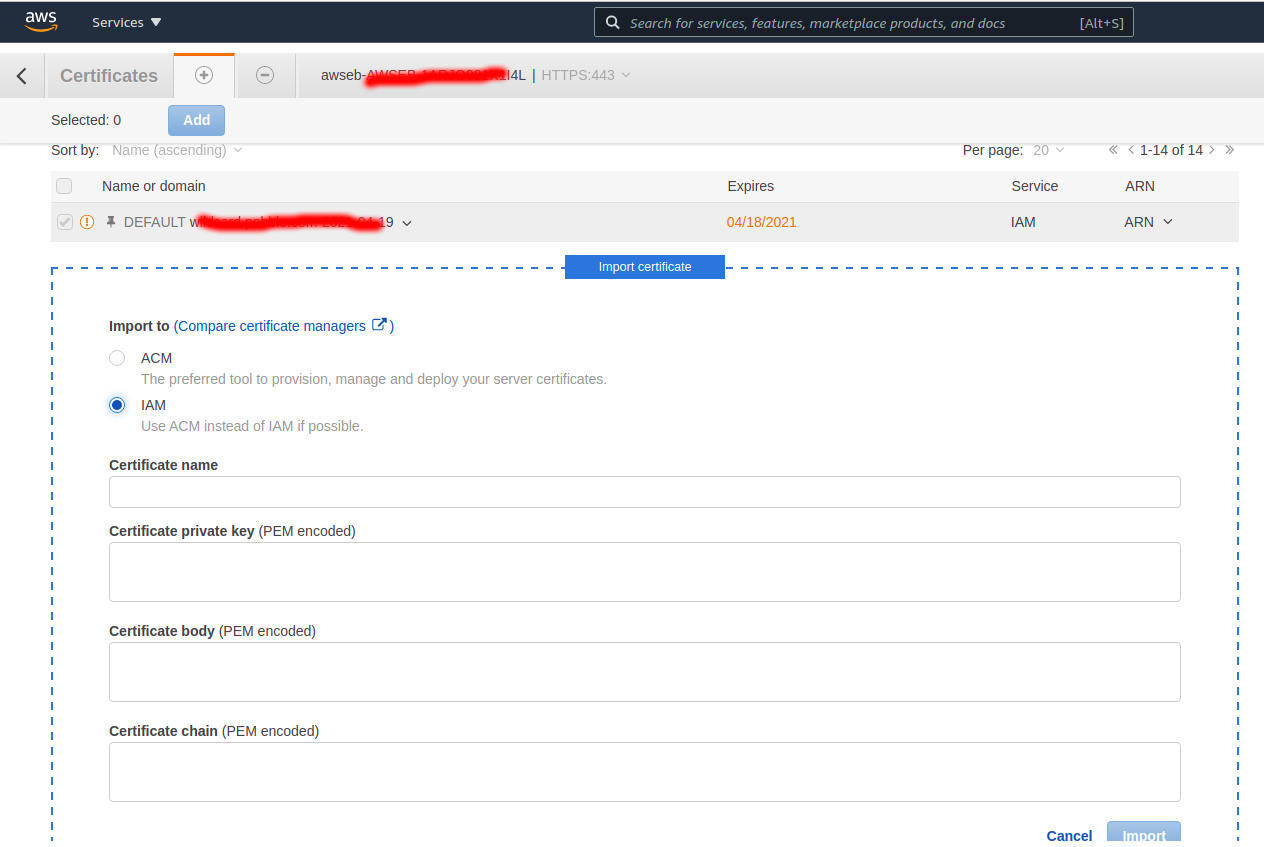 aws Services Search for services, features, marketplace products, and docs [Alt+S]
Certificates awseb- I4L | HTTPS:443
Selected: 0 Add
Sort by: Name (ascending) Per page: 20 1-14 of 14
Name or domain Expires Service ARN
DEFAULT 19 04/18/2021 IAM ARN
Import certificate
Import to (Compare certificate managers )
ACM
The preferred tool to provision, manage and deploy your server certificates.
IAM
Use ACM instead of IAM if possible.
Certificate name
Certificate private key (PEM encoded)
Certificate body (PEM encoded)
Certificate chain (PEM encoded)
Cancel Import